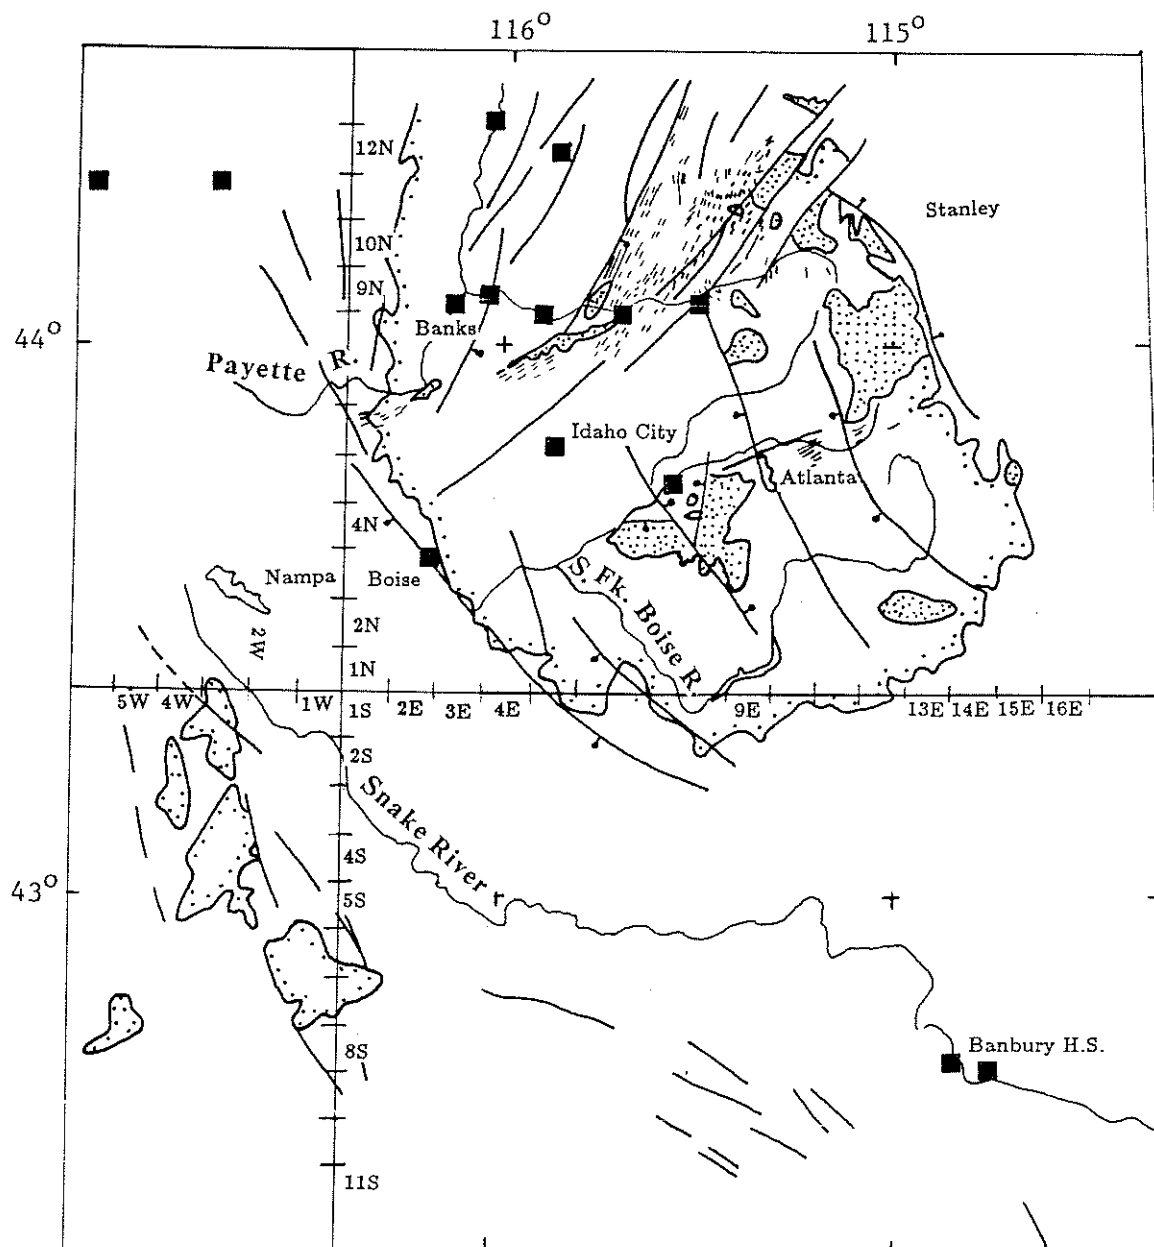 116° 115°
12N
Stanley
10N
9N
Banks
44°
Payette R.
Idaho City
Atlanta
4N
Nampa Boise
S. Fk. Boise R.
2N
2W
1N
5W 4W 1W 1S 2E 3E 4E 9E 13E 14E 15E 16E
2S
Snake River
4S
43°
5S
Banbury H.S.
8S
11S